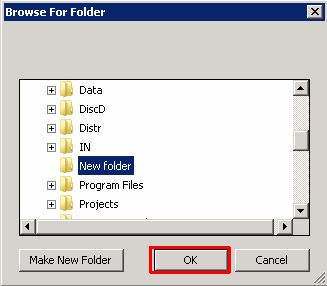 Browse For Folder
Data
DiscD
Distr
IN
New folder
Program Files
Projects
Make New Folder
OK
Cancel